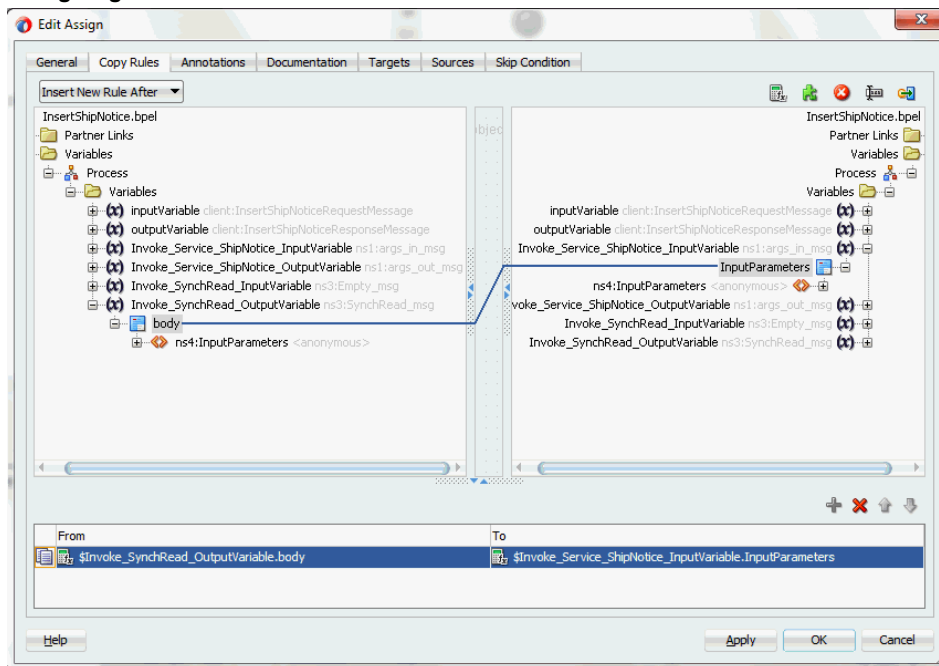 Edit Assign
General Copy Rules Annotations Documentation Targets Sources Skip Condition
Insert New Rule After
InsertShipNotice.bpel
Partner Links
Variables
Process
Variables
inputVariable client:InsertShipNoticeRequestMessage
outputVariable client:InsertShipNoticeResponseMessage
Invoke_Service_ShipNotice_InputVariable ns1:args_in_msg
Invoke_Service_ShipNotice_OutputVariable ns1:args_out_msg
Invoke_SynchRead_InputVariable ns3:Empty_msg
Invoke_SynchRead_OutputVariable ns3:SynchRead_msg
body
ns4:InputParameters <anonymous>
bjec
InsertShipNotice.bpel
Partner Links
Variables
Process
Variables
inputVariable client:InsertShipNoticeRequestMessage
outputVariable client:InsertShipNoticeResponseMessage
Invoke_Service_ShipNotice_InputVariable ns1:args_in_msg
InputParameters
ns4:InputParameters <anonymous>
voke_Service_ShipNotice_OutputVariable ns1:args_out_msg
Invoke_SynchRead_InputVariable ns3:Empty_msg
Invoke_SynchRead_OutputVariable ns3:SynchRead_msg
From To
$Invoke_SynchRead_OutputVariable.body $Invoke_Service_ShipNotice_InputVariable.InputParameters
Help Apply OK Cancel